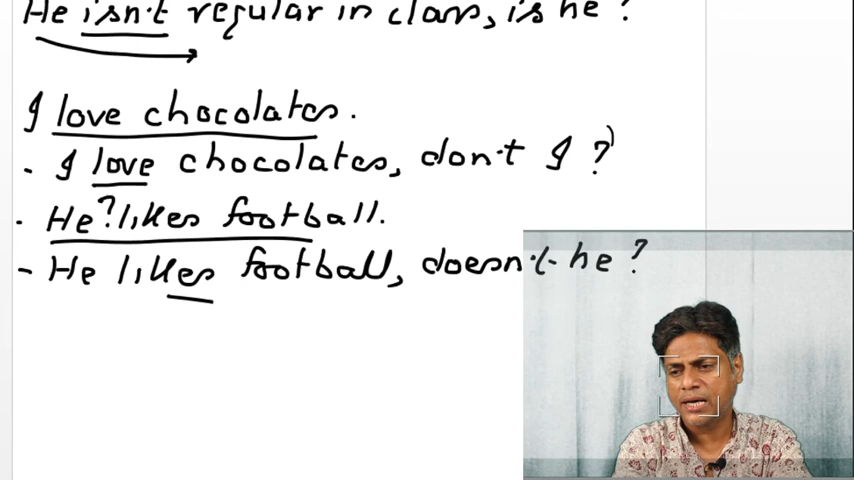 He isn't regular in class, is he?
I love chocolates.
- I love chocolates, don't I?
· He? likes football.
- He likes football, doesn't he?